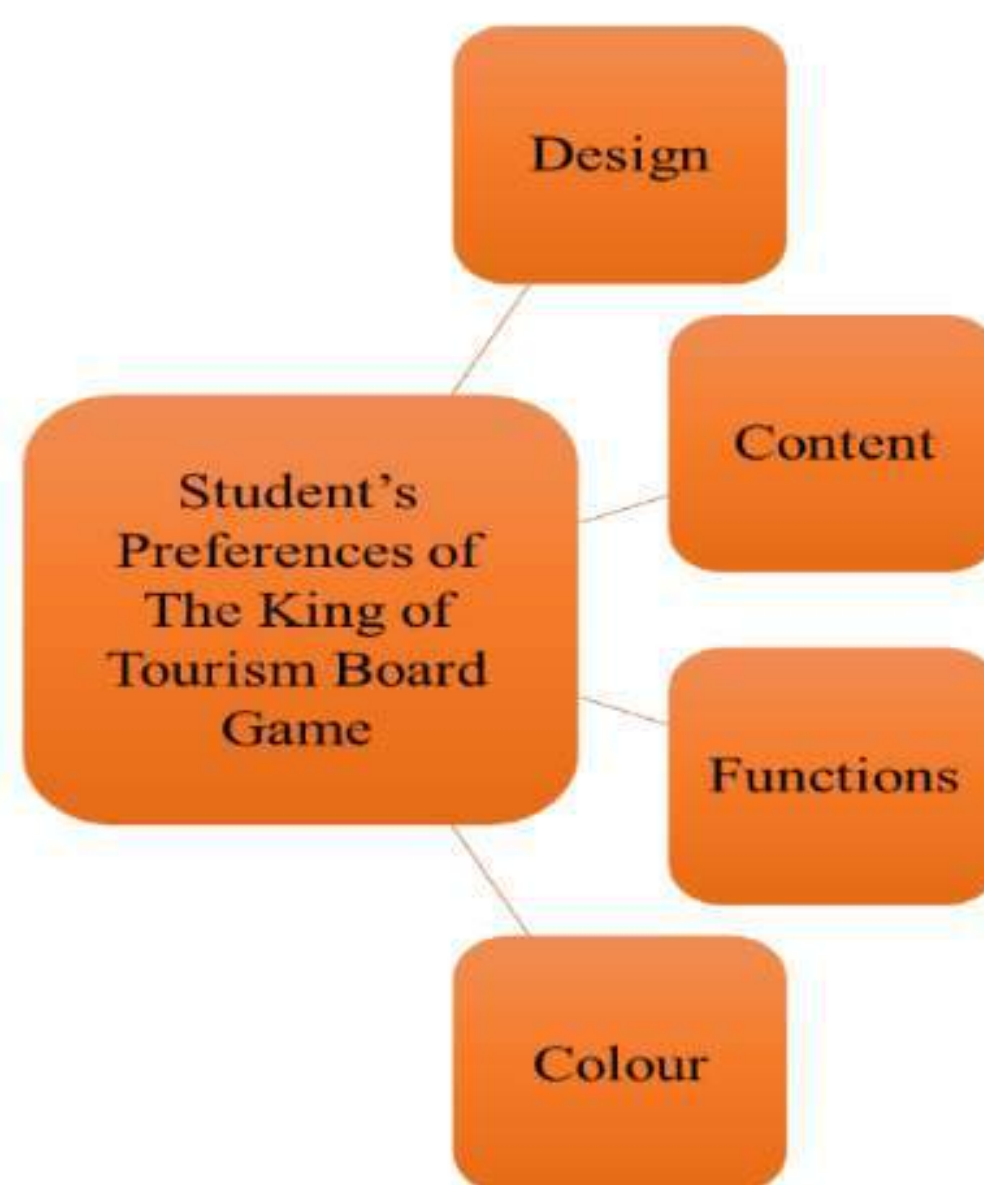 Design
Content
Student’s
Preferences of
The King of
Tourism Board
Game
Functions
Colour